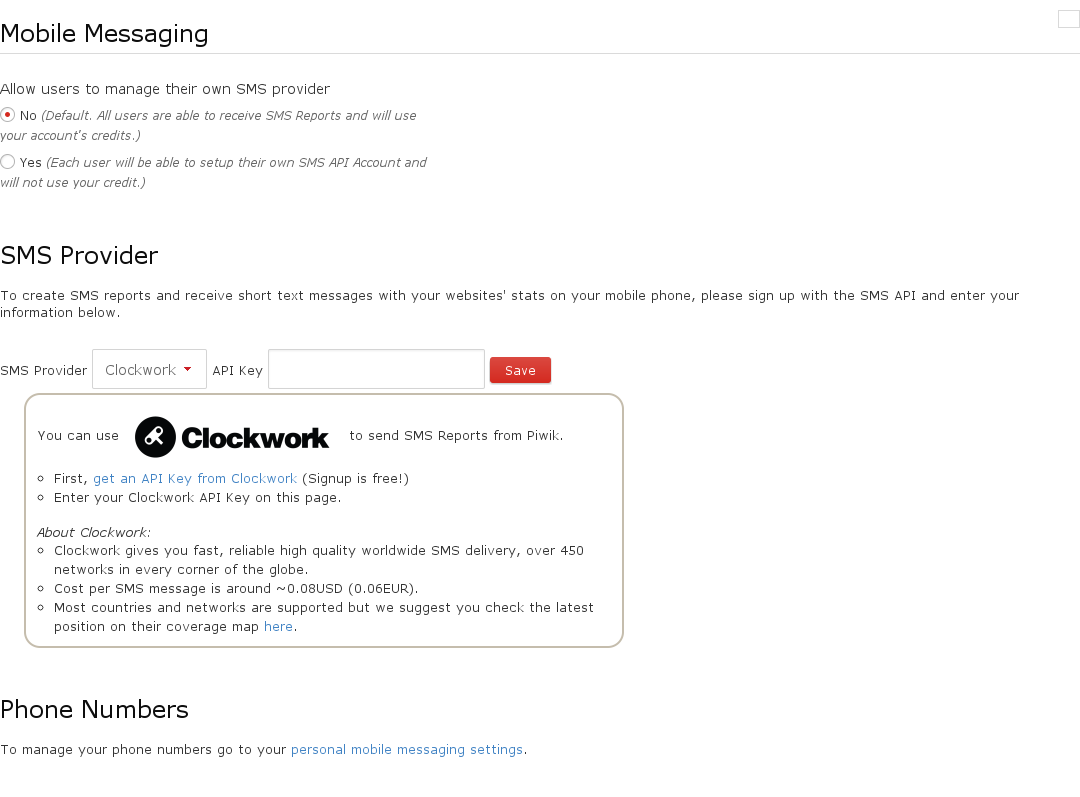 Mobile Messaging
Allow users to manage their own SMS provider
No (Default. All users are able to receive SMS Reports and will use
your account's credits.)
Yes (Each user will be able to setup their own SMS API Account and
will not use your credit.)
SMS Provider
To create SMS reports and receive short text messages with your websites' stats on your mobile phone, please sign up with the SMS API and enter your
information below.
SMS Provider Clockwork API Key Save
You can use Clockwork to send SMS Reports from Piwik.
First, get an API Key from Clockwork (Signup is free!)
Enter your Clockwork API Key on this page.
About Clockwork:
Clockwork gives you fast, reliable high quality worldwide SMS delivery, over 450
networks in every corner of the globe.
Cost per SMS message is around ~0.08USD (0.06EUR).
Most countries and networks are supported but we suggest you check the latest
position on their coverage map here.
Phone Numbers
To manage your phone numbers go to your personal mobile messaging settings.